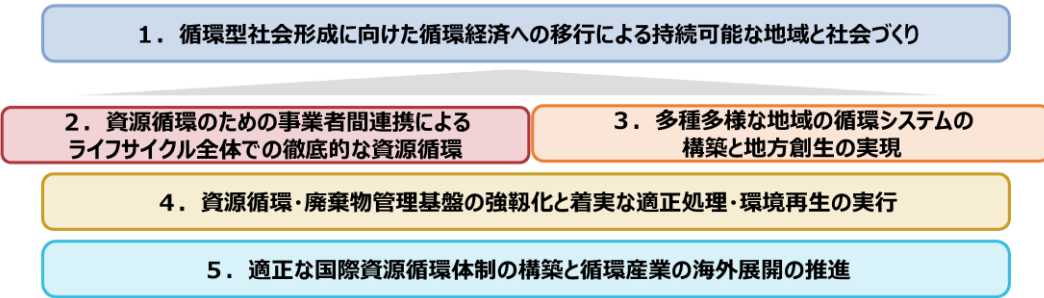 1．循環型社会形成に向けた循環経済への移行による持続可能な地域と社会づくり
2．資源循環のための事業者間連携による
ライフサイクル全体での徹底的な資源循環
3．多種多様な地域の循環システムの
構築と地方創生の実現
4．資源循環・廃棄物管理基盤の強靱化と着実な適正処理・環境再生の実行
5．適正な国際資源循環体制の構築と循環産業の海外展開の推進